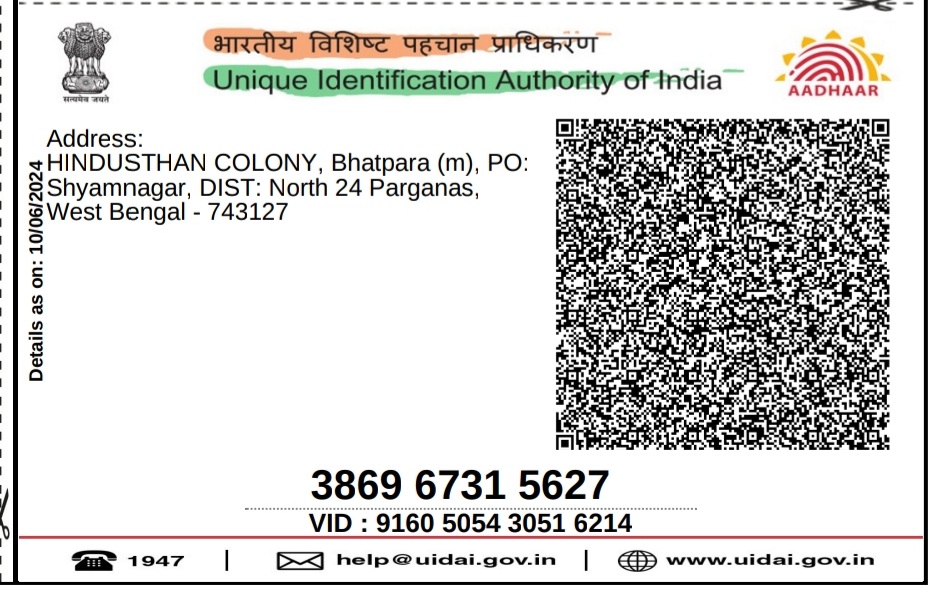 भारतीय विशिष्ट पहचान प्राधिकरण
Unique Identification Authority of India
सत्यमेव जयते
AADHAAR
Address:
HINDUSTHAN COLONY, Bhatpara (m), PO:
Shyamnagar, DIST: North 24 Parganas,
West Bengal - 743127
Details as on: 10/06/2024
3869 6731 5627
VID : 9160 5054 3051 6214
1947 | help@uidai.gov.in | www.uidai.gov.in